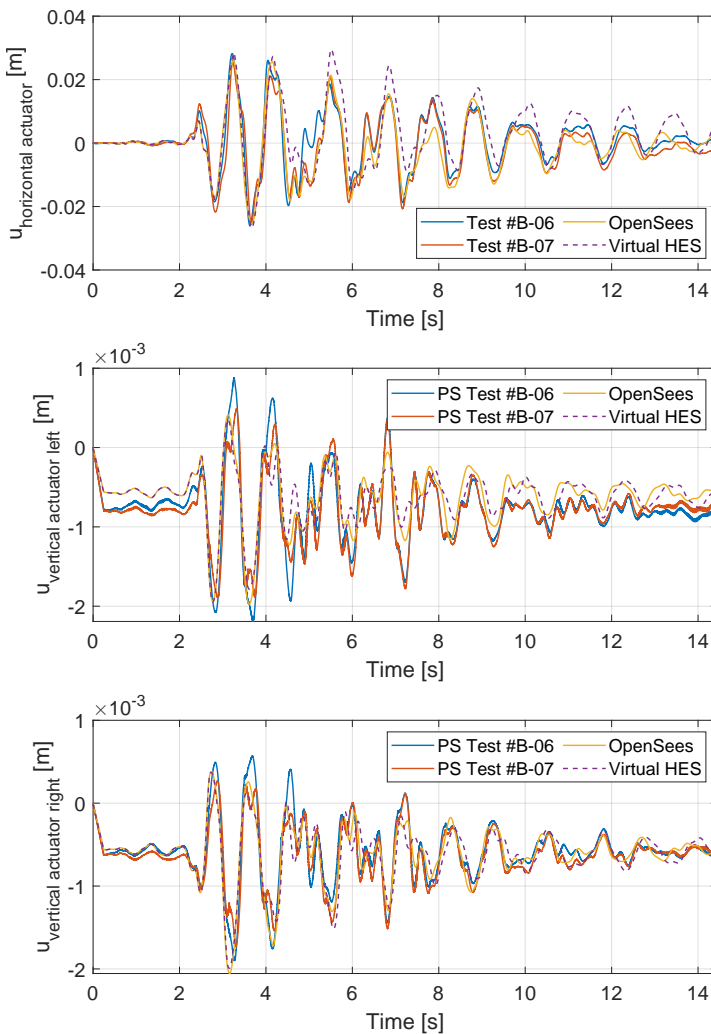 0.04
0.02
0
-0.02
-0.04
u horizontal actuator [m]
Test #B-06 OpenSees
Test #B-07 Virtual HES
0 2 4 6 8 10 12 14
Time [s]
×10-3
1
0
-1
-2
u vertical actuator left [m]
PS Test #B-06 OpenSees
PS Test #B-07 Virtual HES
0 2 4 6 8 10 12 14
Time [s]
×10-3
1
0
-1
-2
u vertical actuator right [m]
PS Test #B-06 OpenSees
PS Test #B-07 Virtual HES
0 2 4 6 8 10 12 14
Time [s]